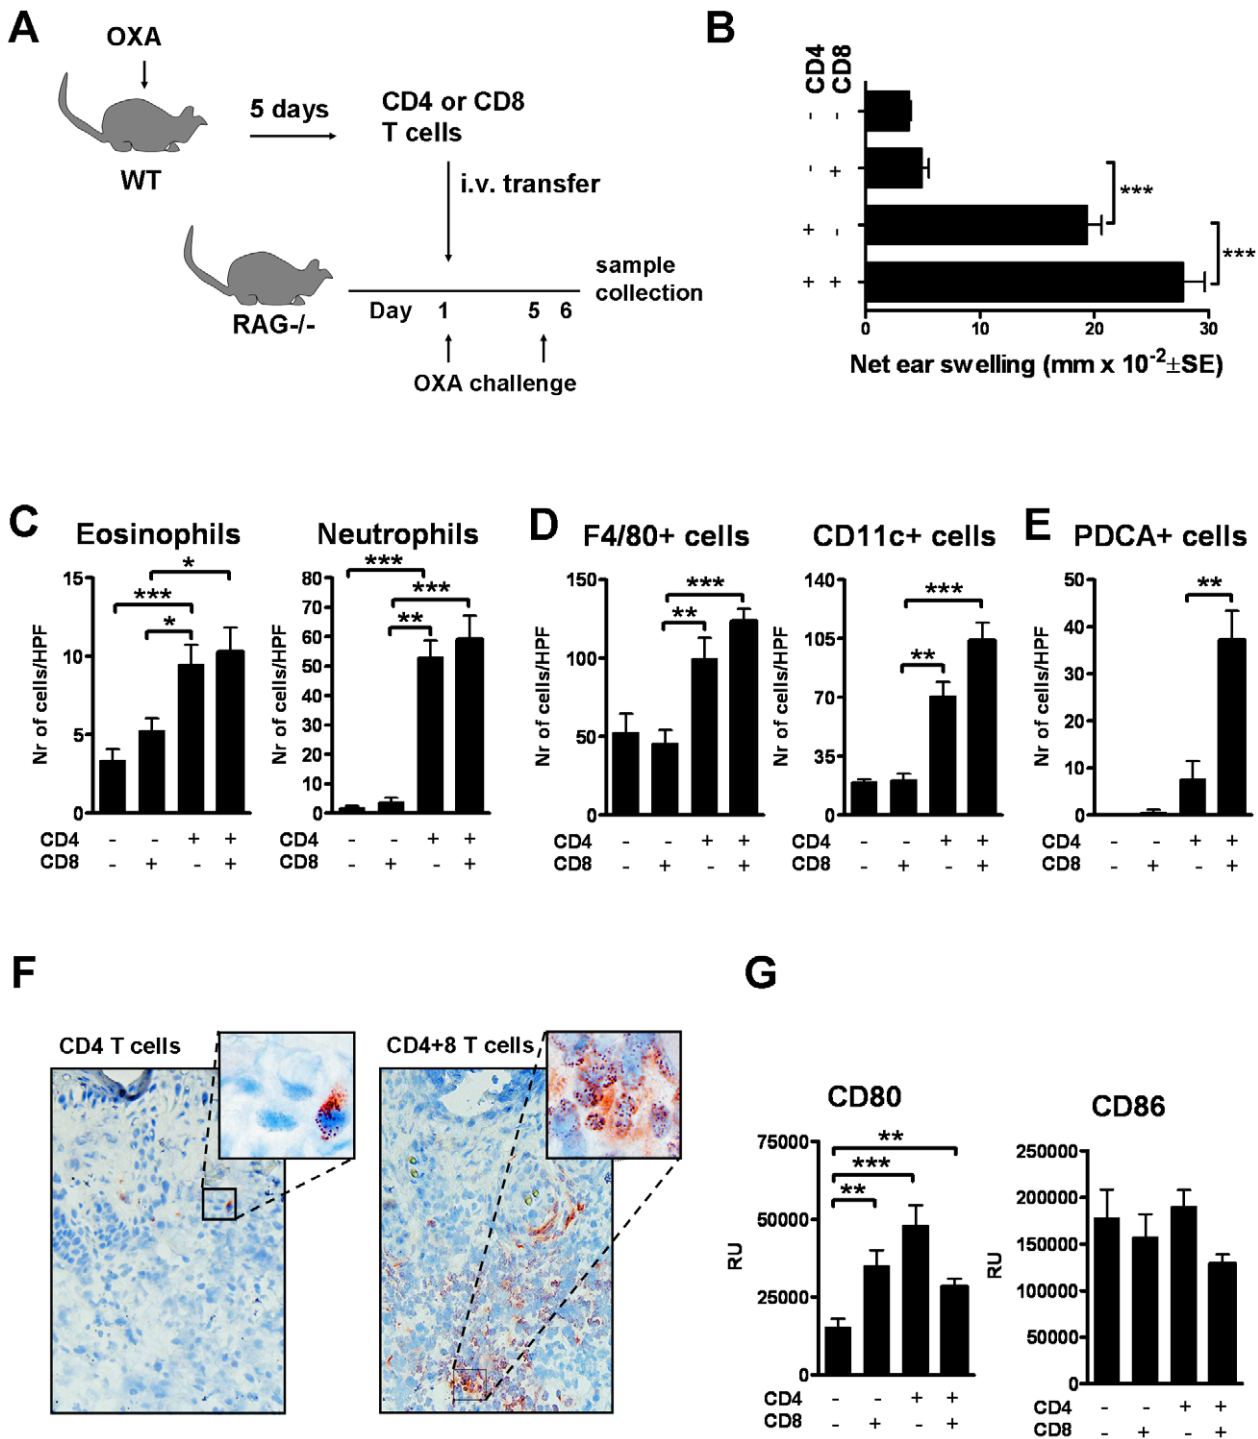 A
OXA
WT
5 days
CD4 or CD8
T cells
i.v. transfer
RAG-/-
Day 1 5 6
sample
collection
OXA challenge
B
CD4 CD8
- -
- +
+ -
+ +
***
***
0 10 20 30
Net ear swelling (mm x 10-2±SE)
C
Eosinophils
Nr of cells/HPF
15
10
5
0
*
***
*
CD4 - - + +
CD8 - + - +
Neutrophils
Nr of cells/HPF
80
70
60
50
40
30
20
10
0
***
***
**
- - + +
- + - +
D
F4/80+ cells
Nr of cells/HPF
150
100
50
0
***
**
CD4 - - + +
CD8 - + - +
CD11c+ cells
Nr of cells/HPF
140
105
70
35
0
***
**
- - + +
- + - +
E
PDCA+ cells
Nr of cells/HPF
50
40
30
20
10
0
**
CD4 - - + +
CD8 - + - +
F
CD4 T cells
CD4+8 T cells
G
CD80
RU
75000
50000
25000
0
**
***
**
CD4 - - + +
CD8 - + - +
CD86
RU
250000
200000
150000
100000
50000
0
CD4 - - + +
CD8 - + - +